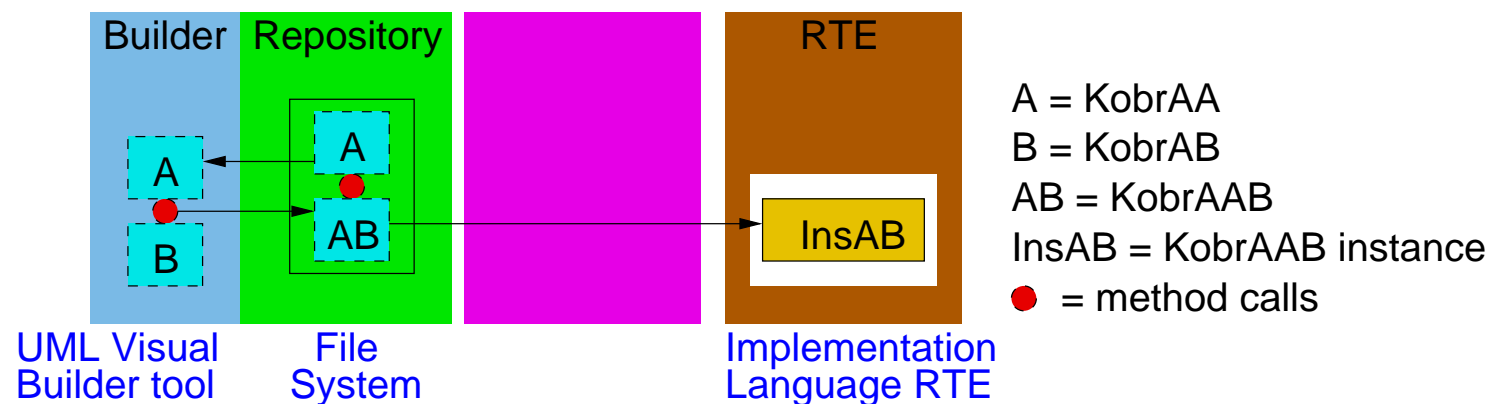 Builder
Repository
RTE
A
A
B
AB
InsAB
A = KobrAA
B = KobrAB
AB = KobrAAB
InsAB = KobrAAB instance
= method calls
UML Visual
Builder tool
File
System
Implementation
Language RTE